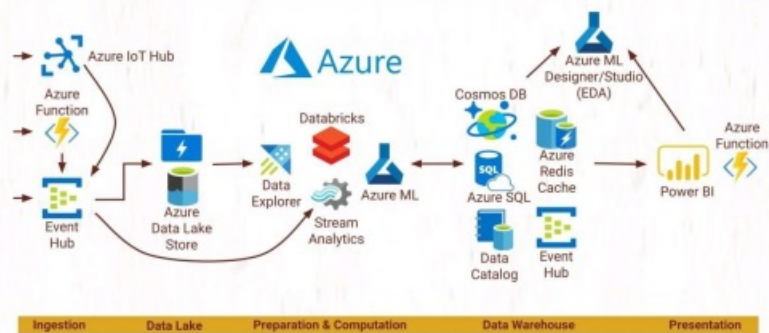 Azure IoT Hub
Azure
Function
Event
Hub
Azure
Data Lake
Store
Azure
Data
Explorer
Databricks
Stream
Analytics
Azure ML
Cosmos DB
SQL
Azure SQL
Data
Catalog
Azure
Redis
Cache
Event
Hub
Azure ML
Designer/Studio
(EDA)
Power BI
Azure
Function
Ingestion
Data Lake
Preparation & Computation
Data Warehouse
Presentation